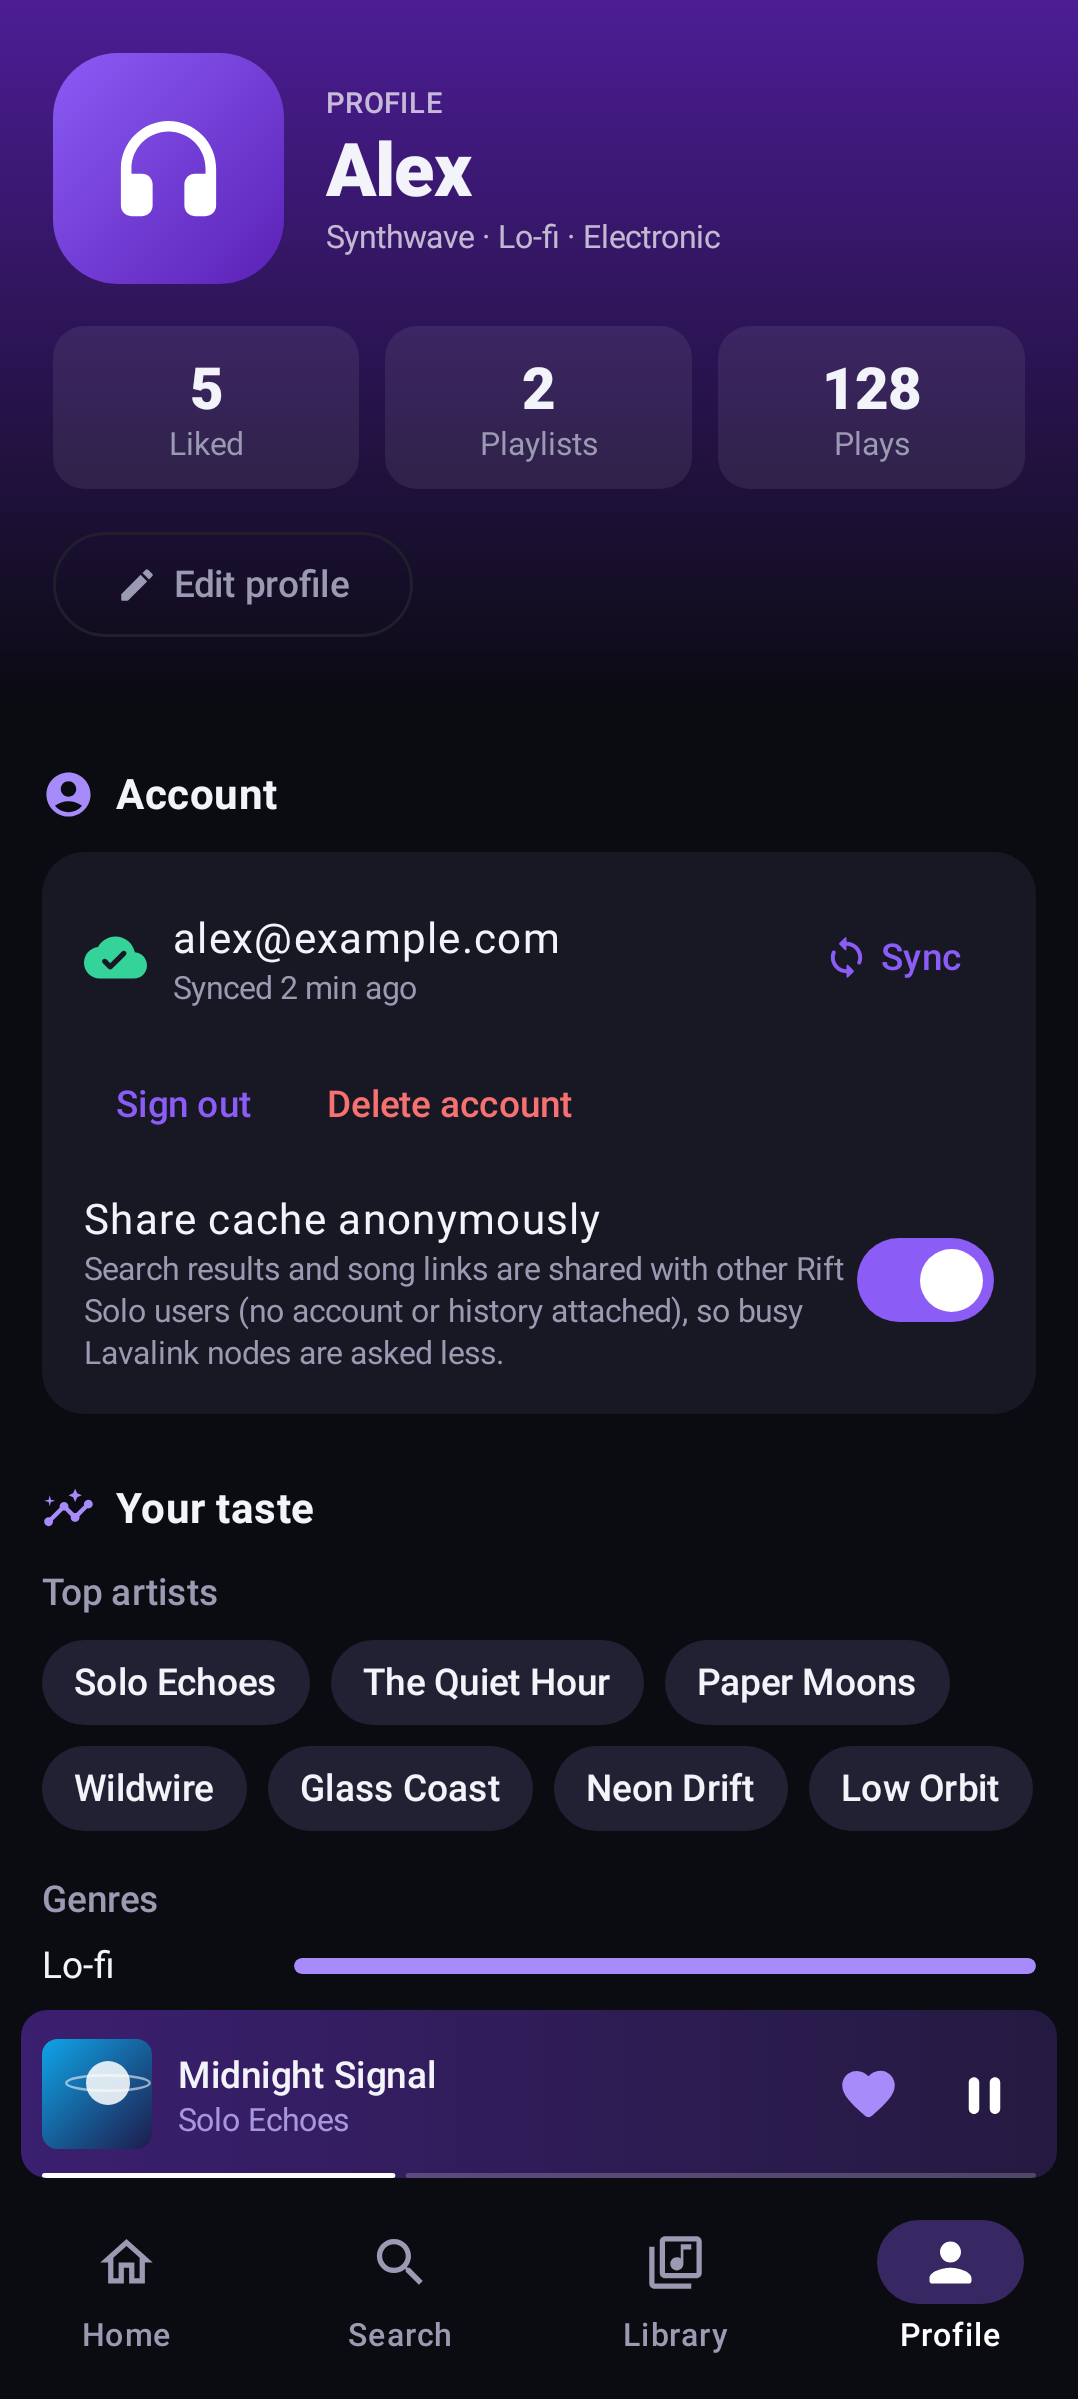 PROFILE
Alex
Synthwave · Lo-fi · Electronic
5
Liked
2
Playlists
128
Plays
Edit profile
Account
alex@example.com
Synced 2 min ago
Sync
Sign out
Delete account
Share cache anonymously
Search results and song links are shared with other Rift
Solo users (no account or history attached), so busy
Lavalink nodes are asked less.
Your taste
Top artists
Solo Echoes
The Quiet Hour
Paper Moons
Wildwire
Glass Coast
Neon Drift
Low Orbit
Genres
Lo-fi
Midnight Signal
Solo Echoes
Home
Search
Library
Profile